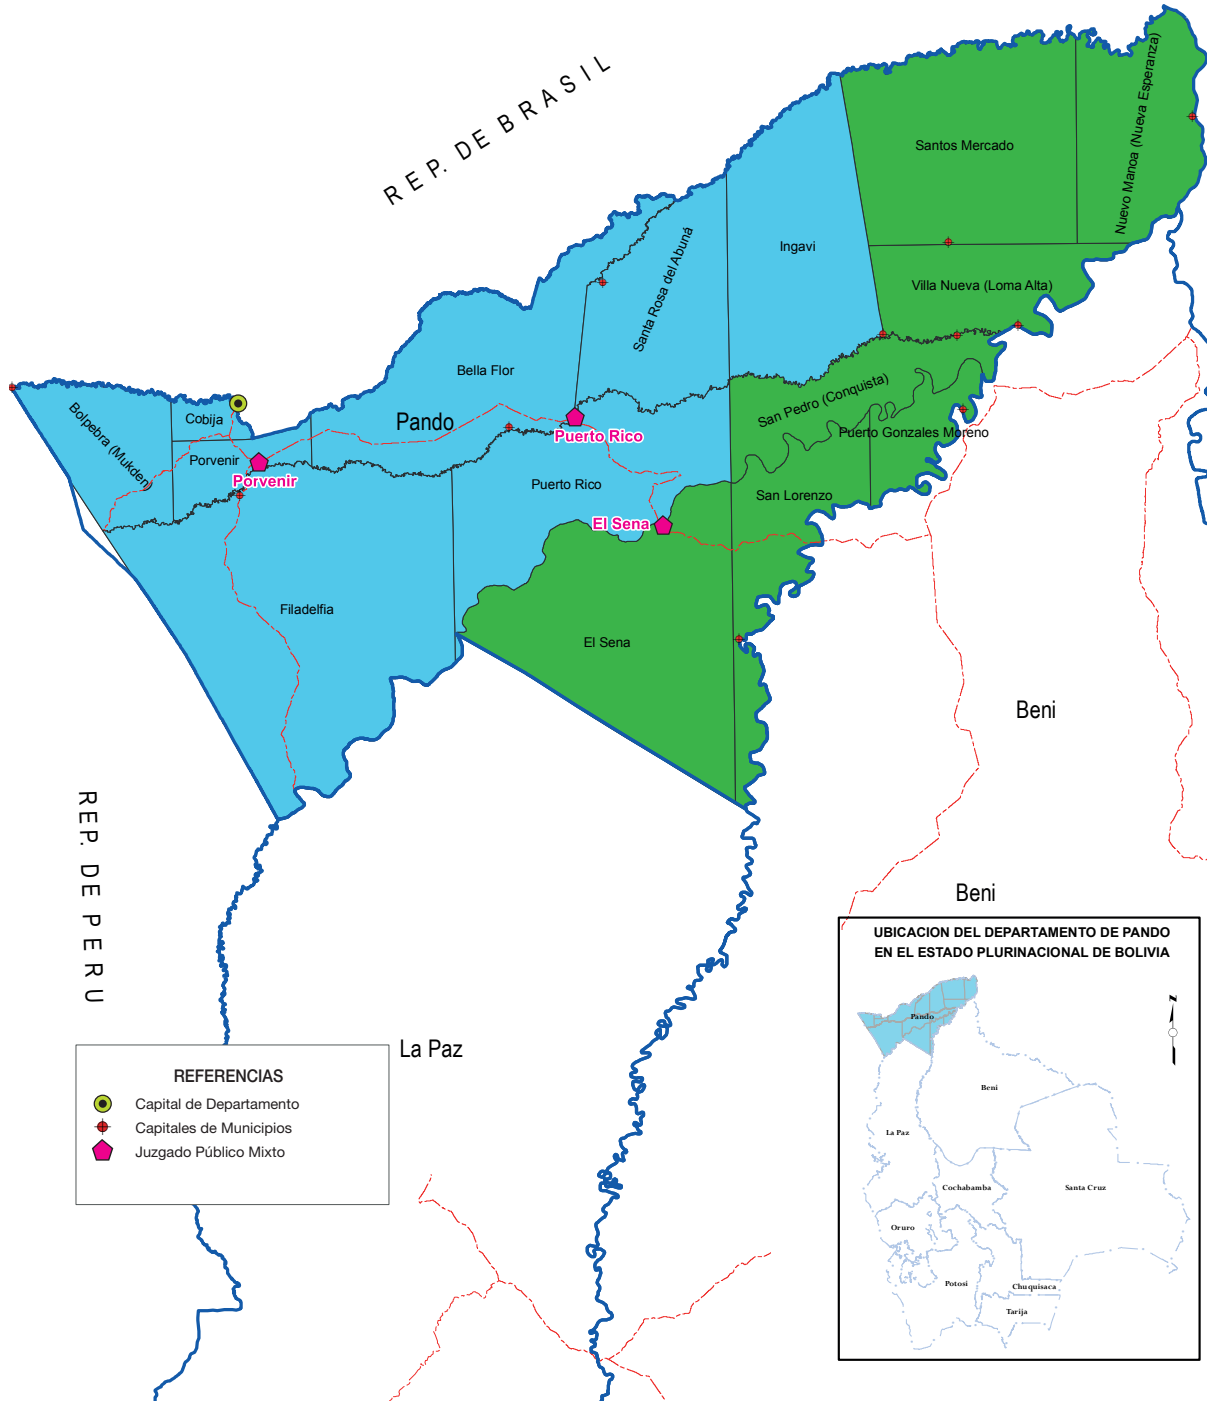 REP. DE BRASIL
Santos Mercado
Nuevo Manoa (Nueva Esperanza)
Ingavi
Santa Rosa del Abuná
Villa Nueva (Loma Alta)
Bella Flor
San Pedro (Conquista)
Bolpebra (Mukden)
Cobija
Pando
Puerto Rico
Puerto Gonzales Moreno
Porvenir
Porvenir
Puerto Rico
San Lorenzo
El Sena
Filadelfia
El Sena
Beni
REP. DE PERU
Beni
La Paz
REFERENCIAS
Capital de Departamento
Capitales de Municipios
Juzgado Público Mixto
UBICACION DEL DEPARTAMENTO DE PANDO
EN EL ESTADO PLURINACIONAL DE BOLIVIA
N
Pando
Beni
La Paz
Cochabamba
Santa Cruz
Oruro
Potosi
Chuquisaca
Tarija